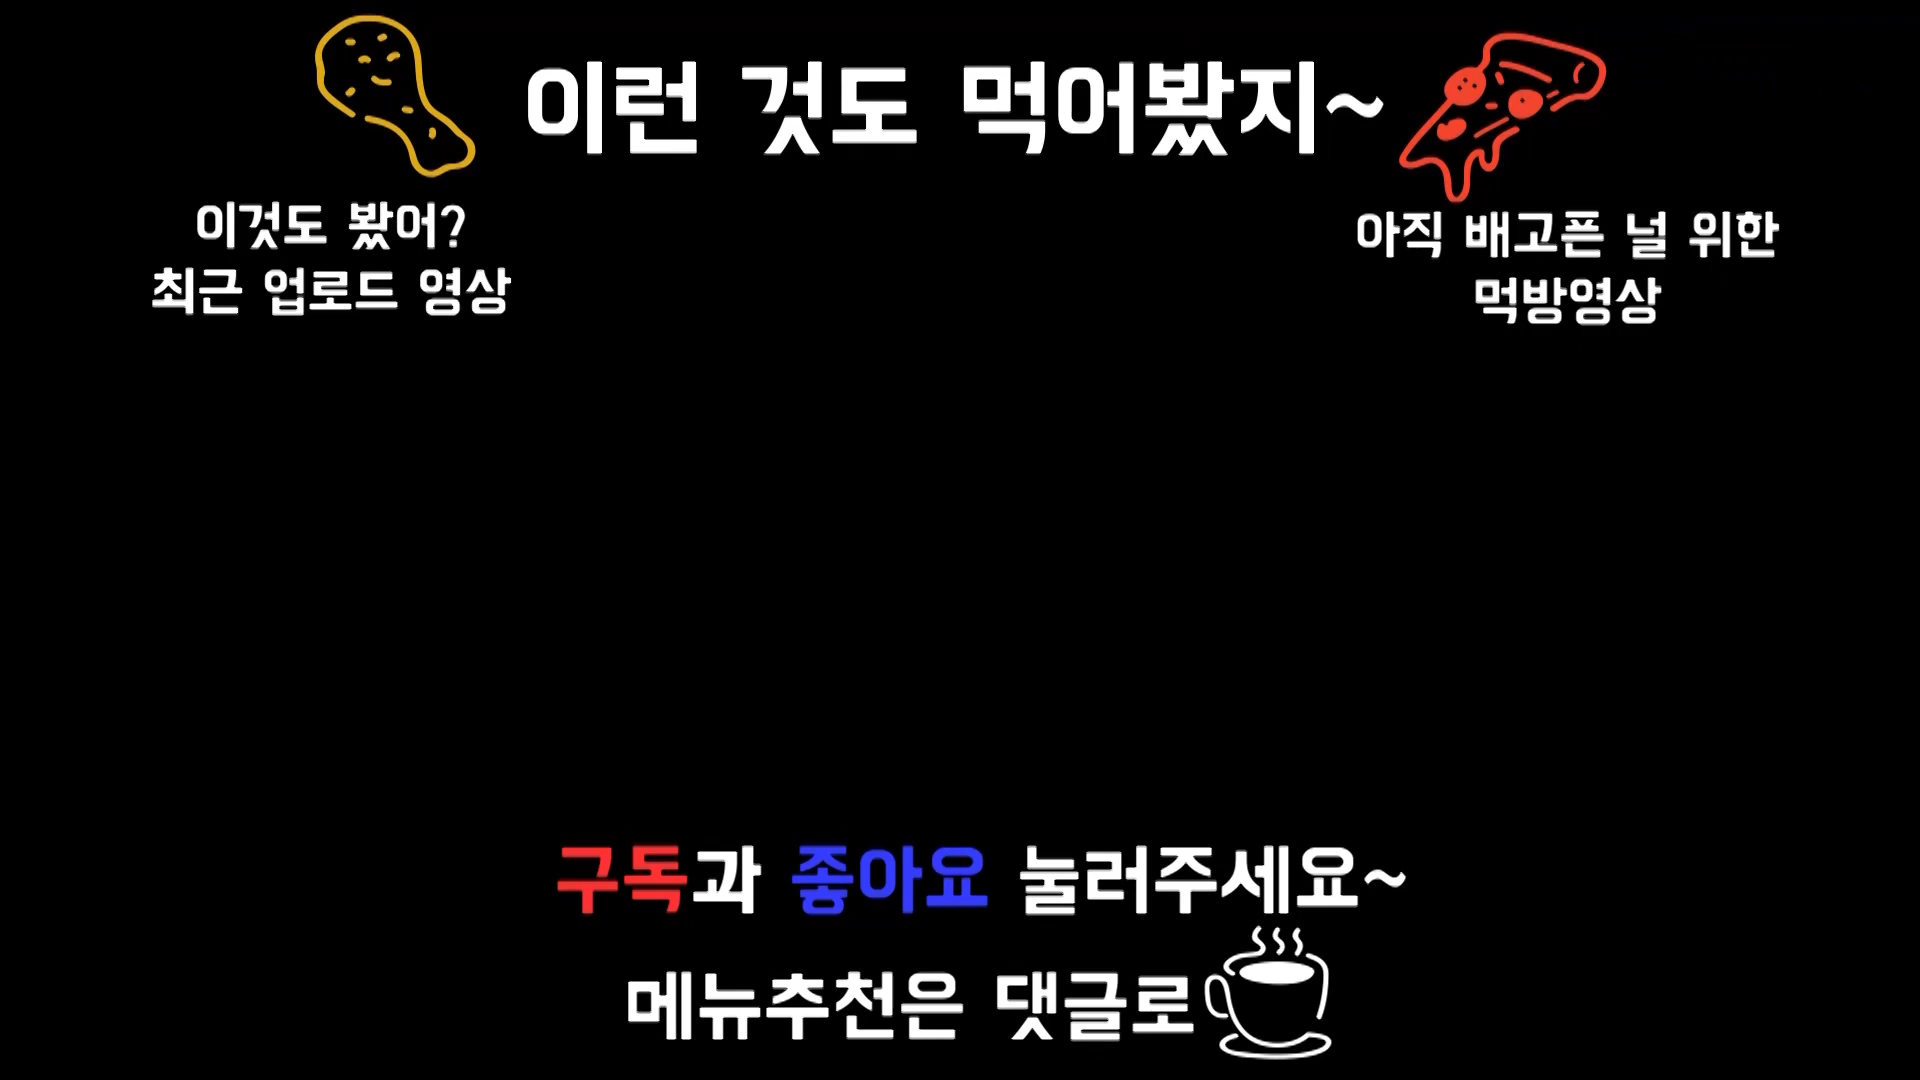 이런 것도 먹어봤지~
이것도 봤어?
최근 업로드 영상
아직 배고픈 널 위한
먹방영상
구독과 좋아요 눌러주세요~
메뉴추천은 댓글로